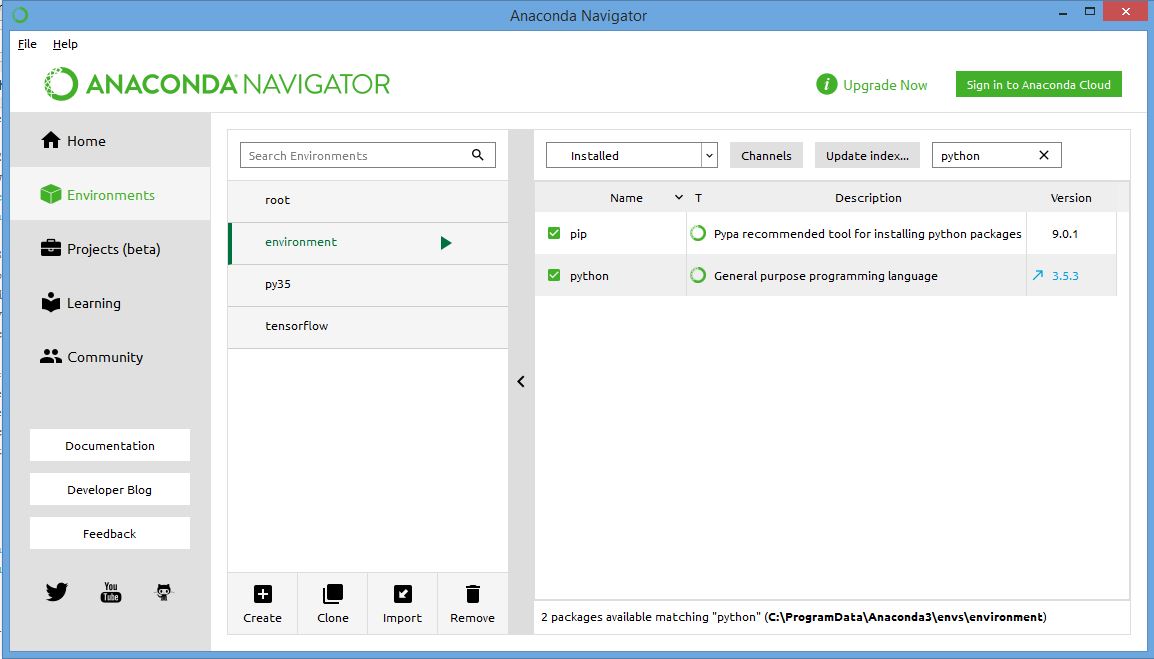 Anaconda Navigator
File Help
ANACONDA NAVIGATOR
i Upgrade Now
Sign in to Anaconda Cloud
Home
Environments
Projects (beta)
Learning
Community
Documentation
Developer Blog
Feedback
You
Tube
Search Environments
root
environment
py35
tensorflow
Create Clone Import Remove
Installed Channels Update index... python
Name T Description Version
pip Pypa recommended tool for installing python packages 9.0.1
python General purpose programming language 3.5.3
2 packages available matching "python" (C:\ProgramData\Anaconda3\envs\environment)